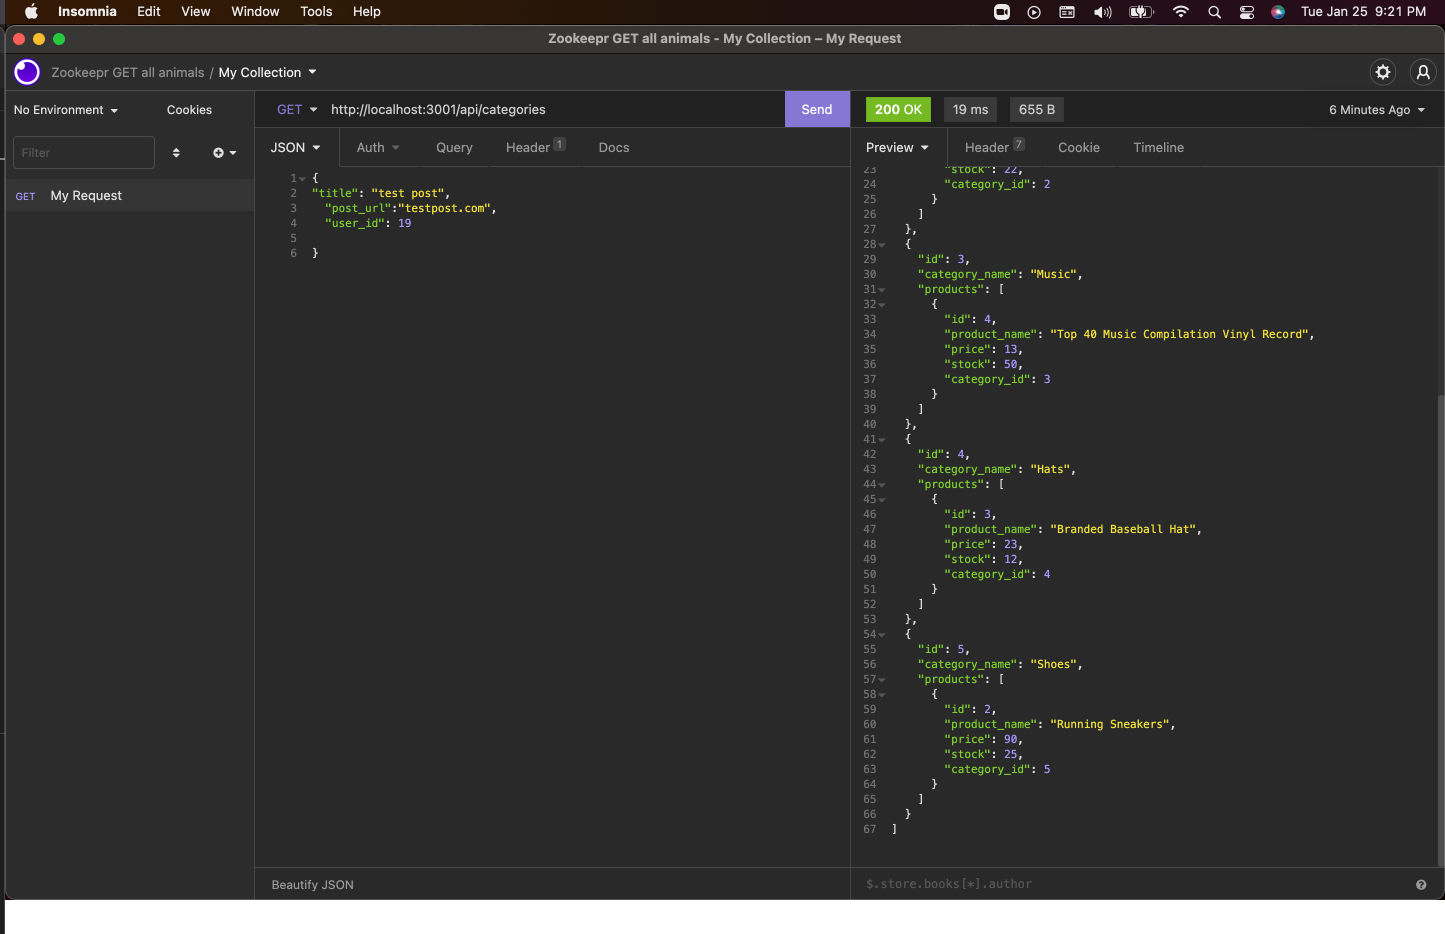 Insomnia Edit View Window Tools Help Tue Jan 25 9:21 PM
Zookeepr GET all animals - My Collection – My Request
Zookeepr GET all animals / My Collection
No Environment Cookies
GET http://localhost:3001/api/categories Send
200 OK 19 ms 655 B 6 Minutes Ago
Filter
JSON Auth Query Header 1 Docs
Preview Header 7 Cookie Timeline
GET My Request
1 {
2 "title": "test post",
3 "post_url":"testpost.com",
4 "user_id": 19
5
6 }
23 "stock": 22,
24 "category_id": 2
25 }
26 ]
27 },
28 {
29 "id": 3,
30 "category_name": "Music",
31 "products": [
32 {
33 "id": 4,
34 "product_name": "Top 40 Music Compilation Vinyl Record",
35 "price": 13,
36 "stock": 50,
37 "category_id": 3
38 }
39 ]
40 },
41 {
42 "id": 4,
43 "category_name": "Hats",
44 "products": [
45 {
46 "id": 3,
47 "product_name": "Branded Baseball Hat",
48 "price": 23,
49 "stock": 12,
50 "category_id": 4
51 }
52 ]
53 },
54 {
55 "id": 5,
56 "category_name": "Shoes",
57 "products": [
58 {
59 "id": 2,
60 "product_name": "Running Sneakers",
61 "price": 90,
62 "stock": 25,
63 "category_id": 5
64 }
65 ]
66 }
67 ]
Beautify JSON
$.store.books[*].author